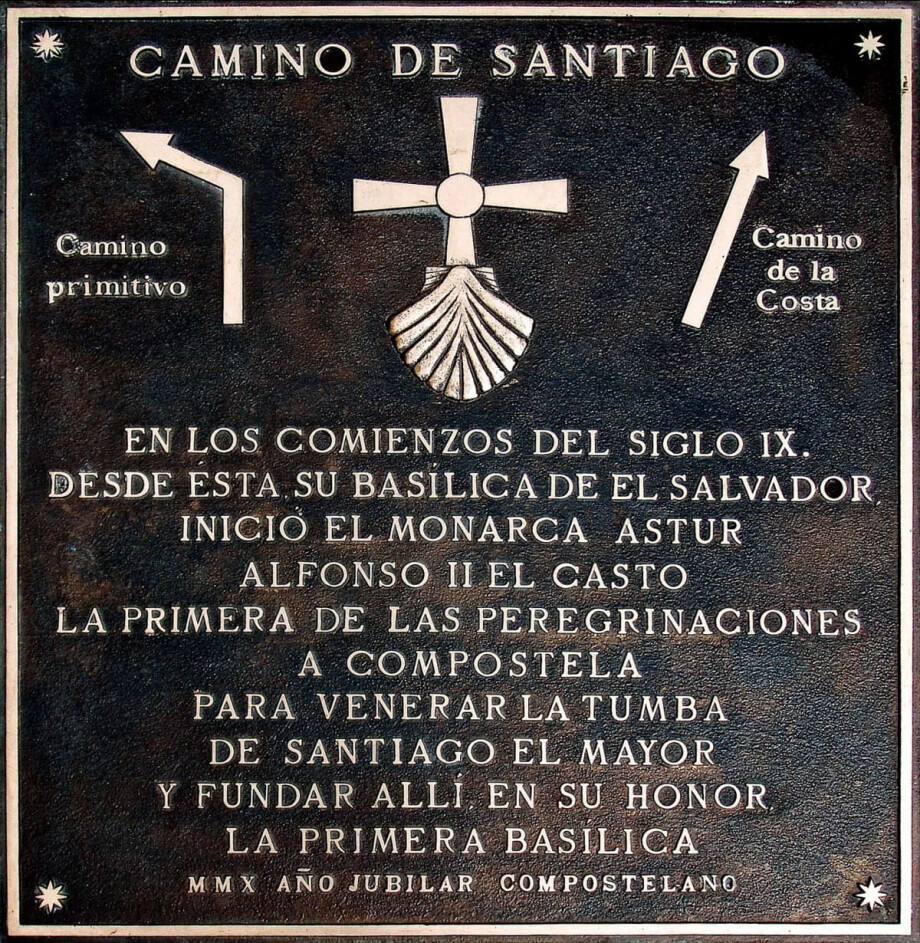 CAMINO DE SANTIAGO
Camino
primitivo
Camino
de la
Costa
EN LOS COMIENZOS DEL SIGLO IX.
DESDE ÉSTA, SU BASÍLICA DE EL SALVADOR,
INICIÓ EL MONARCA ASTUR
ALFONSO II EL CASTO
LA PRIMERA DE LAS PEREGRINACIONES
A COMPOSTELA
PARA VENERAR LA TUMBA
DE SANTIAGO EL MAYOR
Y FUNDAR ALLÍ, EN SU HONOR,
LA PRIMERA BASÍLICA
MMX AÑO JUBILAR COMPOSTELANO